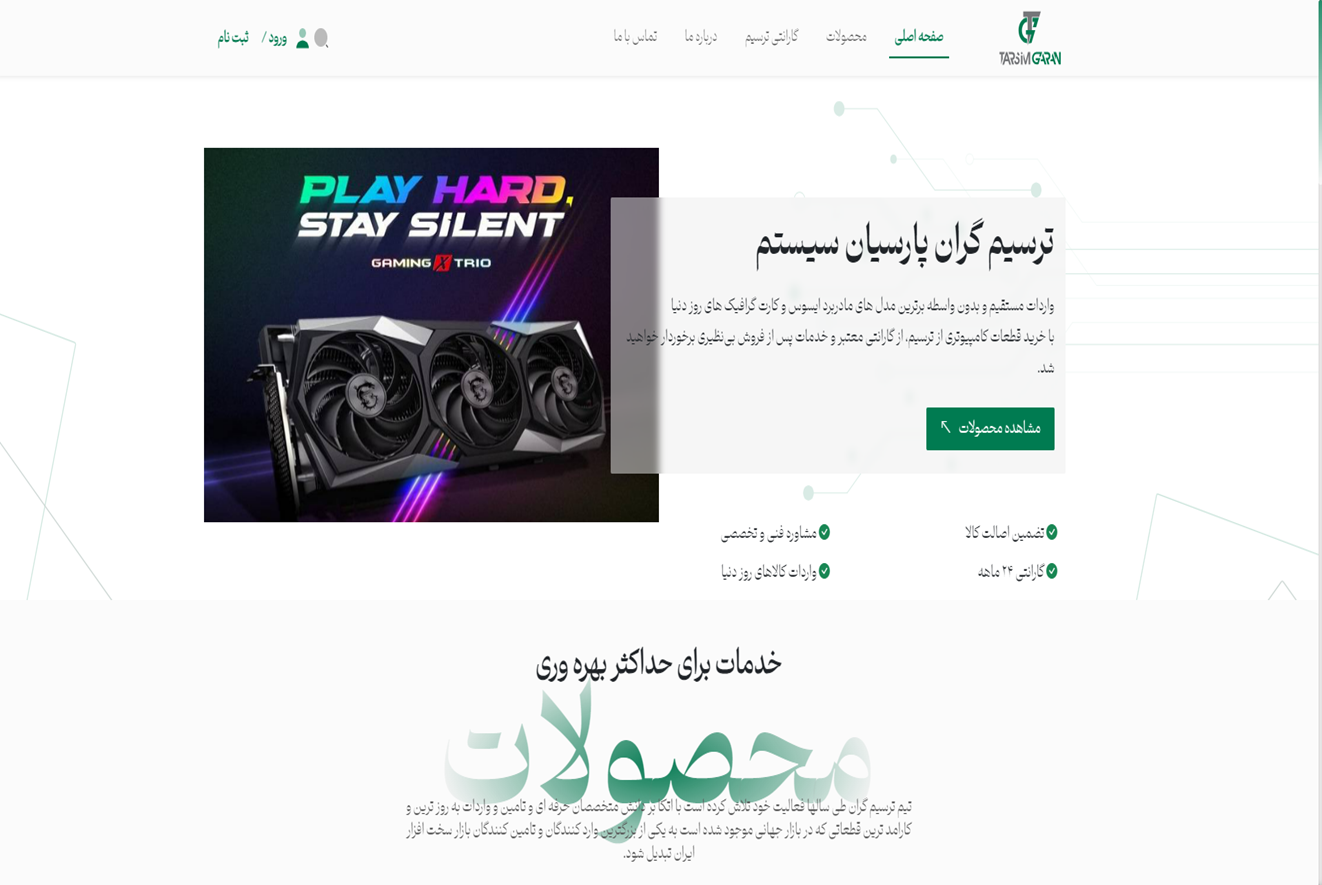 TARSIM GARAN
صفحه اصلی
محصولات
گارانتی ترسیم
درباره ما
تماس با ما
ورود / ثبت نام
PLAY HARD,
STAY SILENT
GAMING X TRIO
ترسیم گران پارسیان سیستم
واردات مستقیم و بدون واسطه برترین مدل های مادربرد ایسوس و کارت گرافیک های روز دنیا
با خرید قطعات کامپیوتری از ترسیم، از گارانتی معتبر و خدمات پس از فروش بی‌نظیری برخوردار خواهید
شد.
مشاهده محصولات
تضمین اصالت کالا
مشاوره فنی و تخصصی
گارانتی ۲۴ ماهه
واردات کالاهای روز دنیا
خدمات برای حداکثر بهره وری
محصولات
تیم ترسیم گران طی سالها فعالیت خود تلاش کرده است با اتکا بر دانش متخصصان حرفه ای و تامین و واردات به روز ترین و
کارامد ترین قطعاتی که در بازار جهانی موجود شده است به یکی از بزرگترین وارد کنندگان و تامین کنندگان بازار سخت افزار
ایران تبدیل شود.